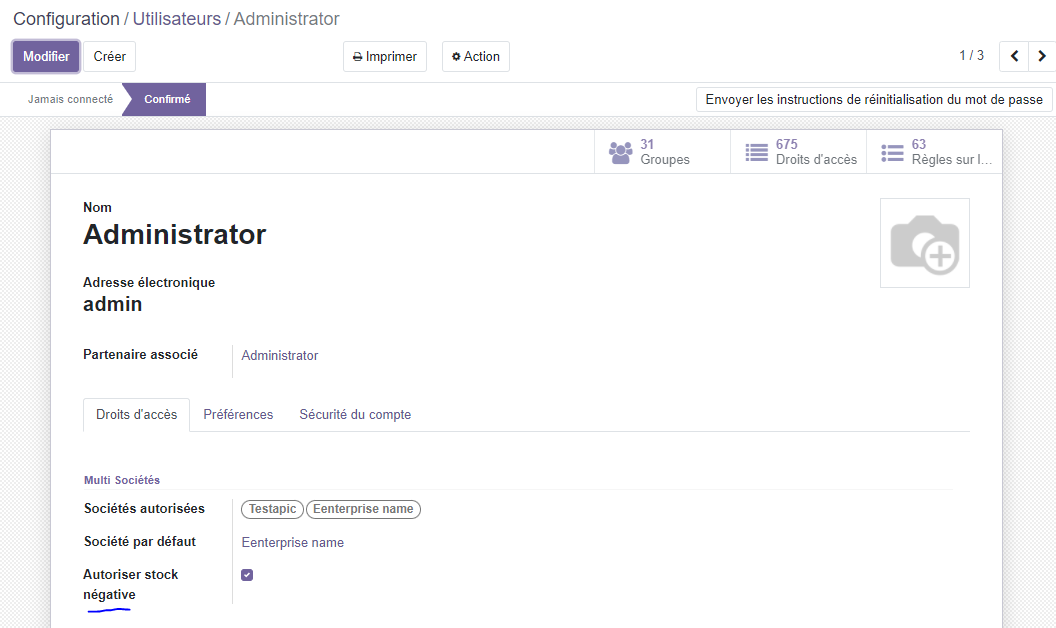 Configuration / Utilisateurs / Administrator
Modifier Créer Imprimer Action 1 / 3
Jamais connecté Confirmé Envoyer les instructions de réinitialisation du mot de passe
31 Groupes
675 Droits d'accès
63 Règles sur l...
Nom
Administrator
Adresse électronique
admin
Partenaire associé Administrator
Droits d'accès Préférences Sécurité du compte
Multi Sociétés
Sociétés autorisées Testapic Eenterprise name
Société par défaut Eenterprise name
Autoriser stock
négative